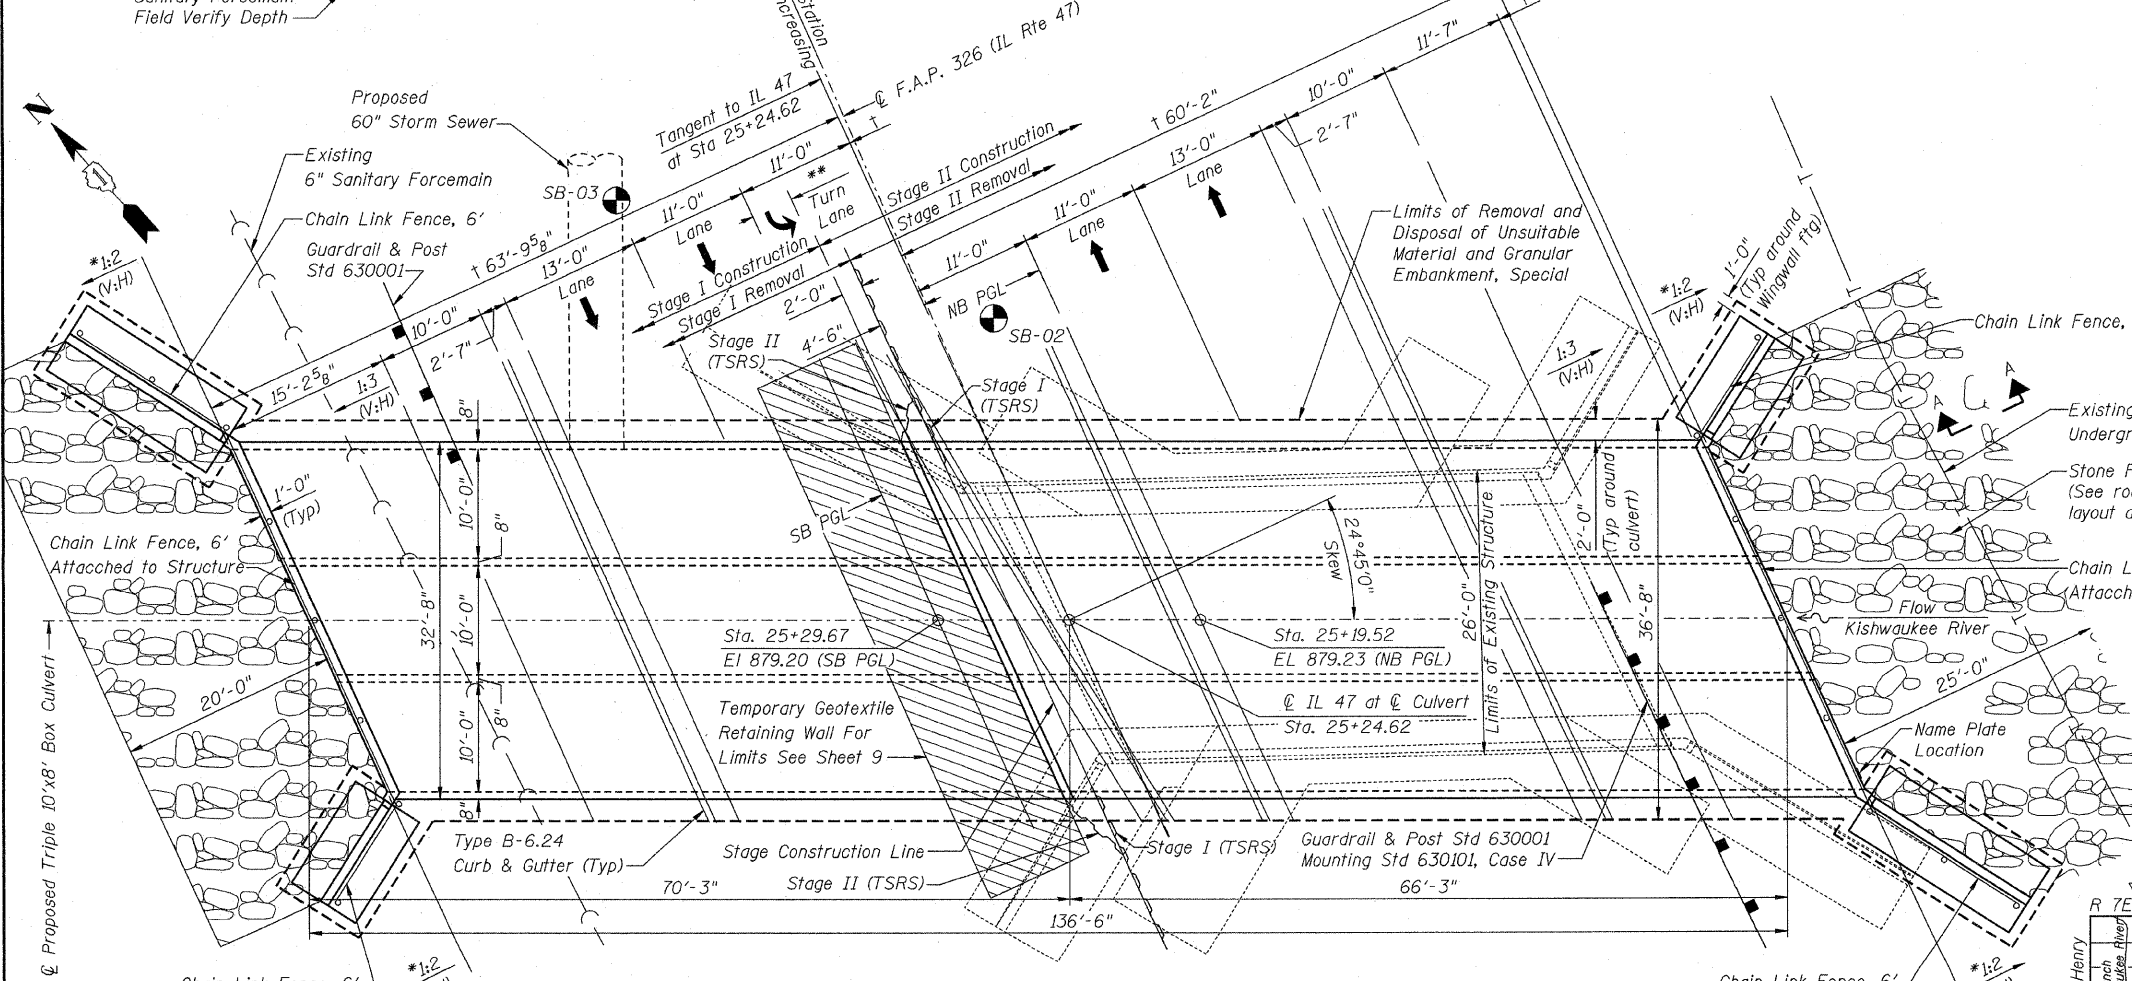 Field Verify Depth
Station
Increasing
N
1
Proposed
60" Storm Sewer
Existing
6" Sanitary Forcemain
Chain Link Fence, 6'
Guardrail & Post
Std 630001
*1:2
(V:H)
Tangent to IL 47
at Sta 25+24.62
℄ F.A.P. 326 (IL Rte 47)
†
SB-03
† 63'-9⅝"
11'-0"
11'-0"
**
Turn
Lane
Lane
13'-0"
Lane
10'-0"
2'-7"
15'-2⅝"
1:3
(V:H)
Stage II Construction
Stage II Removal
Stage I Construction
Stage I Removal
† 60'-2"
11'-7"
10'-0"
2'-7"
13'-0"
Lane
11'-0"
Lane
11'-0"
NB PGL
SB-02
2'-0"
4'-6"
Stage II
(TSRS)
Stage I
(TSRS)
Limits of Removal and
Disposal of Unsuitable
Material and Granular
Embankment, Special
1:3
(V:H)
*1:2
(V:H)
1'-0"
(Typ around
Wingwall ftg)
Chain Link Fence,
A
A
Existing
Stone
(See
layout
Chain
Flow
Kishwaukee River
25'-0"
Name Plate
Location
8"
10'-0"
8"
32'-8"
10'-0"
8"
10'-0"
8"
1'-0"
(Typ)
Chain Link Fence, 6'
Attacched to Structure
20'-0"
℄ Proposed Triple 10'x8' Box Culvert
SB PGL
Sta. 25+29.67
El 879.20 (SB PGL)
24°45'0"
Skew
26'-0"
Limits of Existing Structure
2'-0"
(Typ around
culvert)
36'-8"
Sta. 25+19.52
EL 879.23 (NB PGL)
℄ IL 47 at ℄ Culvert
Sta. 25+24.62
Temporary Geotextile
Retaining Wall For
Limits See Sheet 9
Type B-6.24
Curb & Gutter (Typ)
Stage Construction Line
Stage II (TSRS)
Stage I (TSRS)
Guardrail & Post Std 630001
Mounting Std 630101, Case IV
70'-3"
66'-3"
136'-6"
*1:2
Chain Link Fence, 6'
*1:2
R 7E
Henry